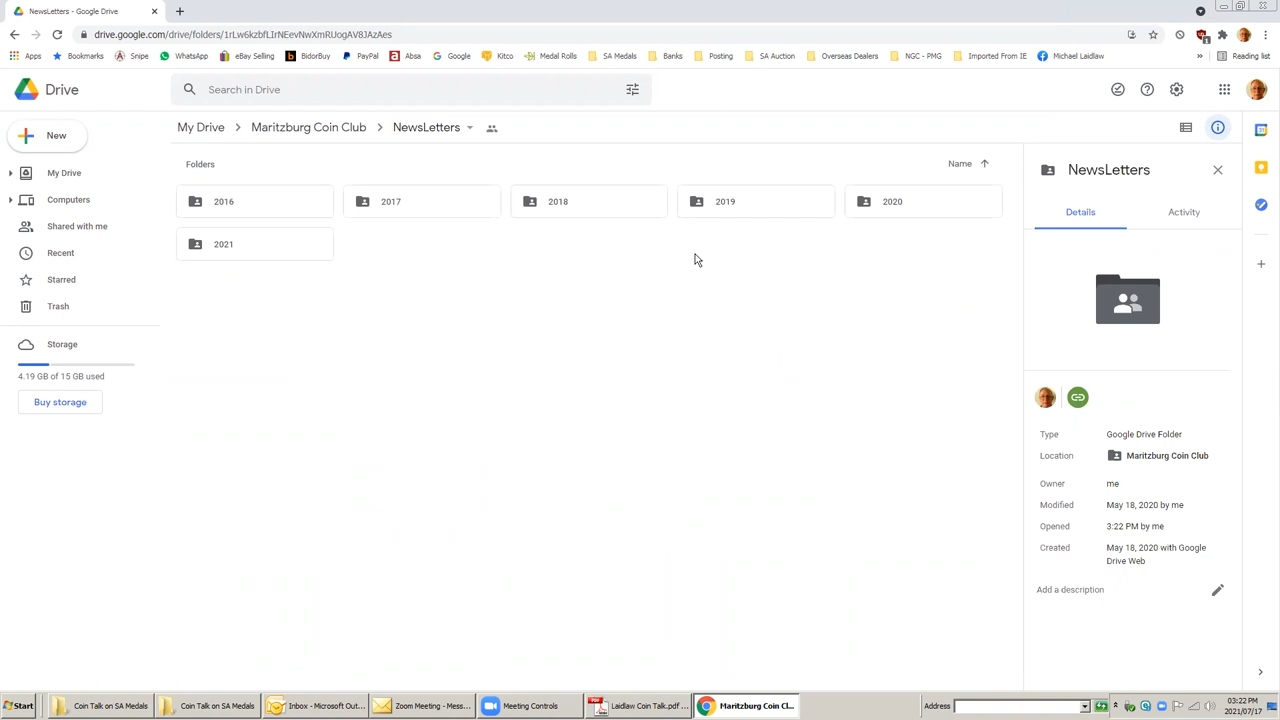 NewsLetters - Google Drive
drive.google.com/drive/folders/1rLw6kzbfLIrNEevNwXmRUogAV8JAzAes
Apps Bookmarks Snipe WhatsApp eBay Selling BidorBuy PayPal Absa Google Kitco Medal Rolls SA Medals Banks Posting SA Auction Overseas Dealers NGC - PMG Imported From IE Michael Laidlaw » Reading list
Drive
Search in Drive
New
My Drive > Maritzburg Coin Club > NewsLetters
Folders
Name
2016 2017 2018 2019 2020
2021
My Drive
Computers
Shared with me
Recent
Starred
Trash
Storage
4.19 GB of 15 GB used
Buy storage
NewsLetters
Details Activity
Type Google Drive Folder
Location Maritzburg Coin Club
Owner me
Modified May 18, 2020 by me
Opened 3:22 PM by me
Created May 18, 2020 with Google
Drive Web
Add a description
Start Coin Talk on SA Medals Coin Talk on SA Medals Inbox - Microsoft Out... Zoom Meeting - Mess... Meeting Controls Laidlaw Coin Talk.pdf ... Maritzburg Coin Cl... Address 03:22 PM
2021/07/17